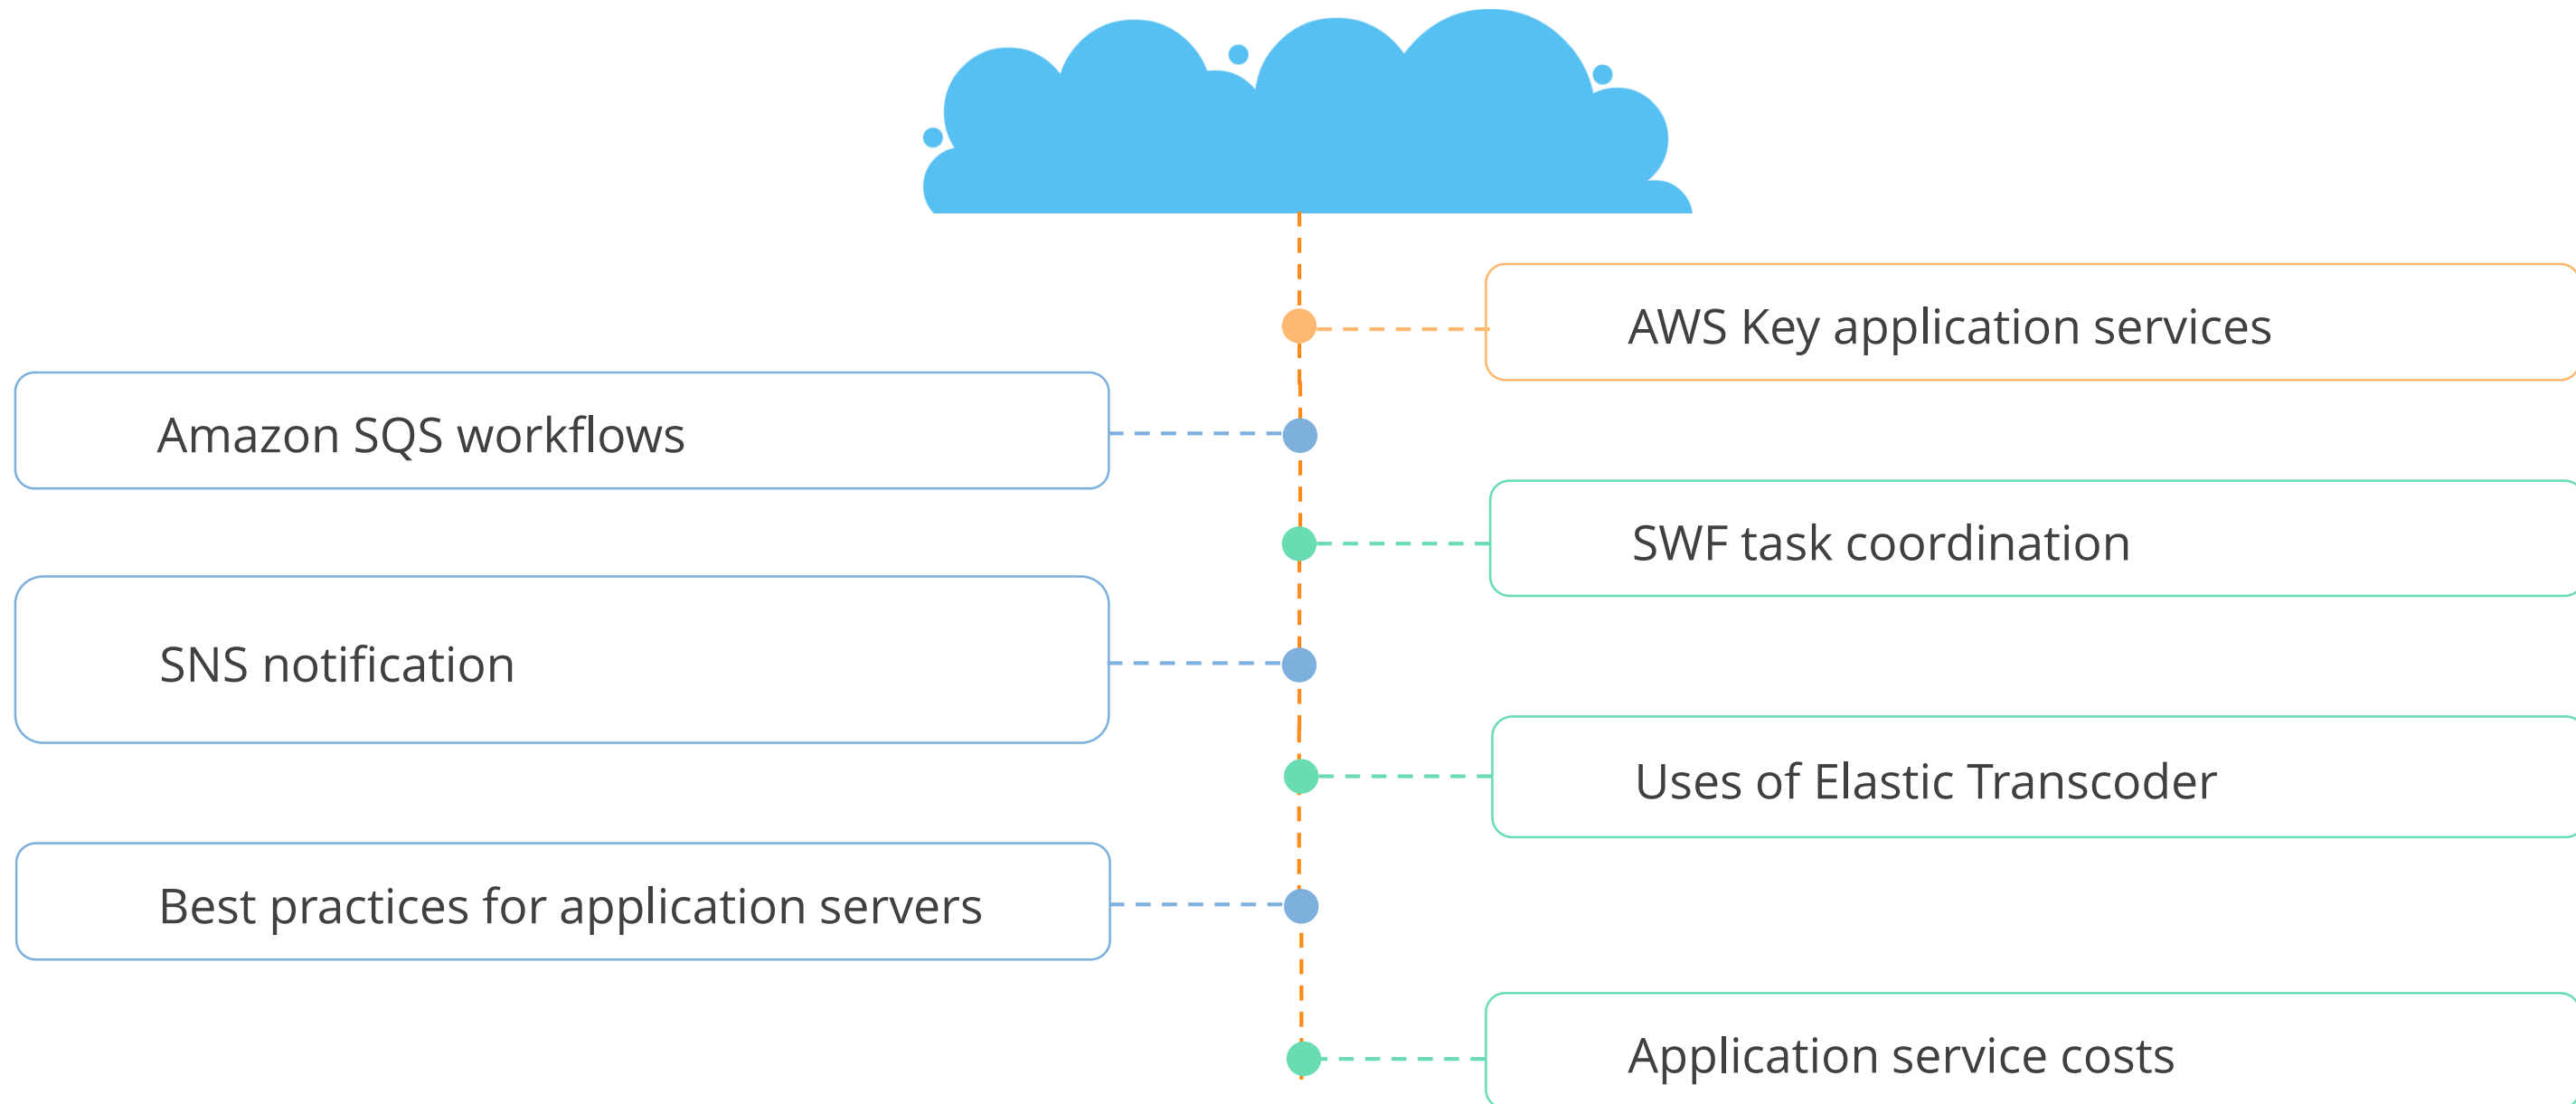 AWS Key application services
Amazon SQS workflows
SWF task coordination
SNS notification
Uses of Elastic Transcoder
Best practices for application servers
Application service costs